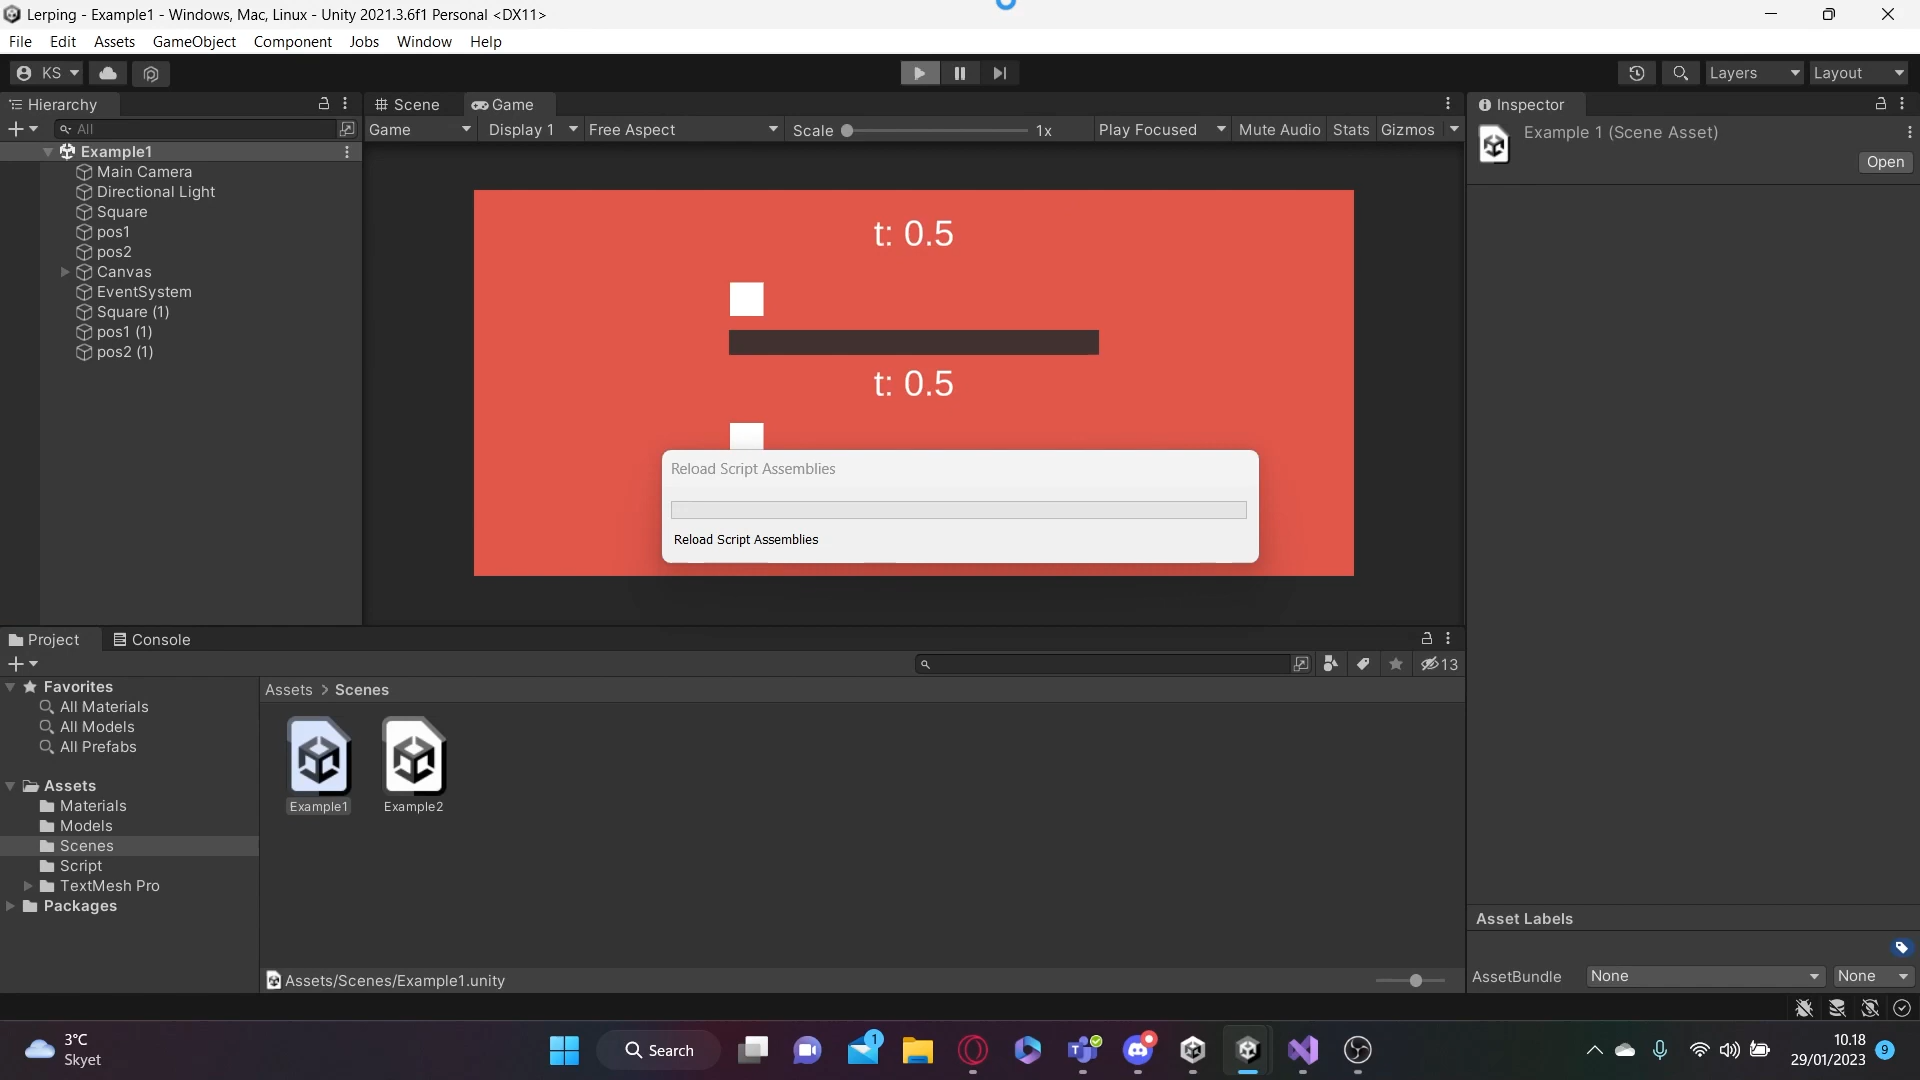 Lerping - Example1 - Windows, Mac, Linux - Unity 2021.3.6f1 Personal <DX11>
File Edit Assets GameObject Component Jobs Window Help
KS
Layers
Layout
Hierarchy
All
Example1
Main Camera
Directional Light
Square
pos1
pos2
Canvas
EventSystem
Square (1)
pos1 (1)
pos2 (1)
Scene
Game
Game
Display 1
Free Aspect
Scale
1x
Play Focused
Mute Audio
Stats
Gizmos
t: 0.5
t: 0.5
Reload Script Assemblies
Reload Script Assemblies
Inspector
Example 1 (Scene Asset)
Open
Project
Console
13
Favorites
All Materials
All Models
All Prefabs
Assets
Materials
Models
Scenes
Script
TextMesh Pro
Packages
Assets > Scenes
Example1
Example2
Assets/Scenes/Example1.unity
Asset Labels
AssetBundle
None
None
3°C
Skyet
Search
1
10.18
29/01/2023
9